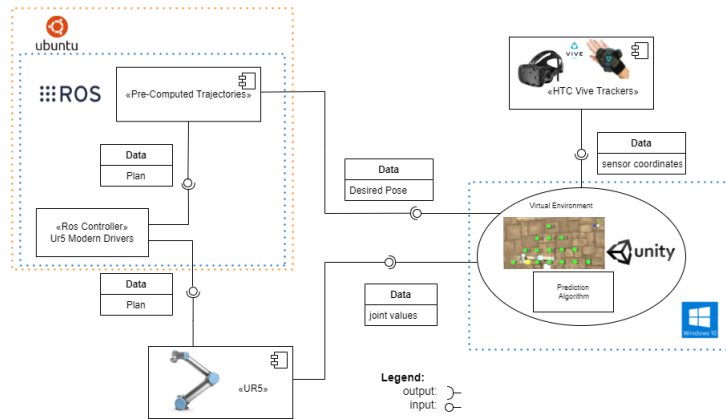 ubuntu
ROS
«Pre-Computed Trajectories»
VIVE
«HTC Vive Trackers»
Data
Plan
Data
Desired Pose
Data
sensor coordinates
«Ros Controller»
Ur5 Modern Drivers
Virtual Environment
unity
Prediction
Algorithm
Data
Plan
Data
joint values
Windows 10
«UR5»
Legend:
output:
input: